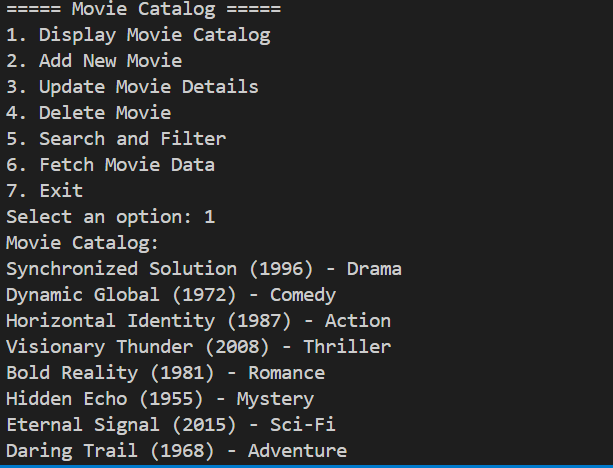 ===== Movie Catalog =====
1. Display Movie Catalog
2. Add New Movie
3. Update Movie Details
4. Delete Movie
5. Search and Filter
6. Fetch Movie Data
7. Exit
Select an option: 1
Movie Catalog:
Synchronized Solution (1996) - Drama
Dynamic Global (1972) - Comedy
Horizontal Identity (1987) - Action
Visionary Thunder (2008) - Thriller
Bold Reality (1981) - Romance
Hidden Echo (1955) - Mystery
Eternal Signal (2015) - Sci-Fi
Daring Trail (1968) - Adventure